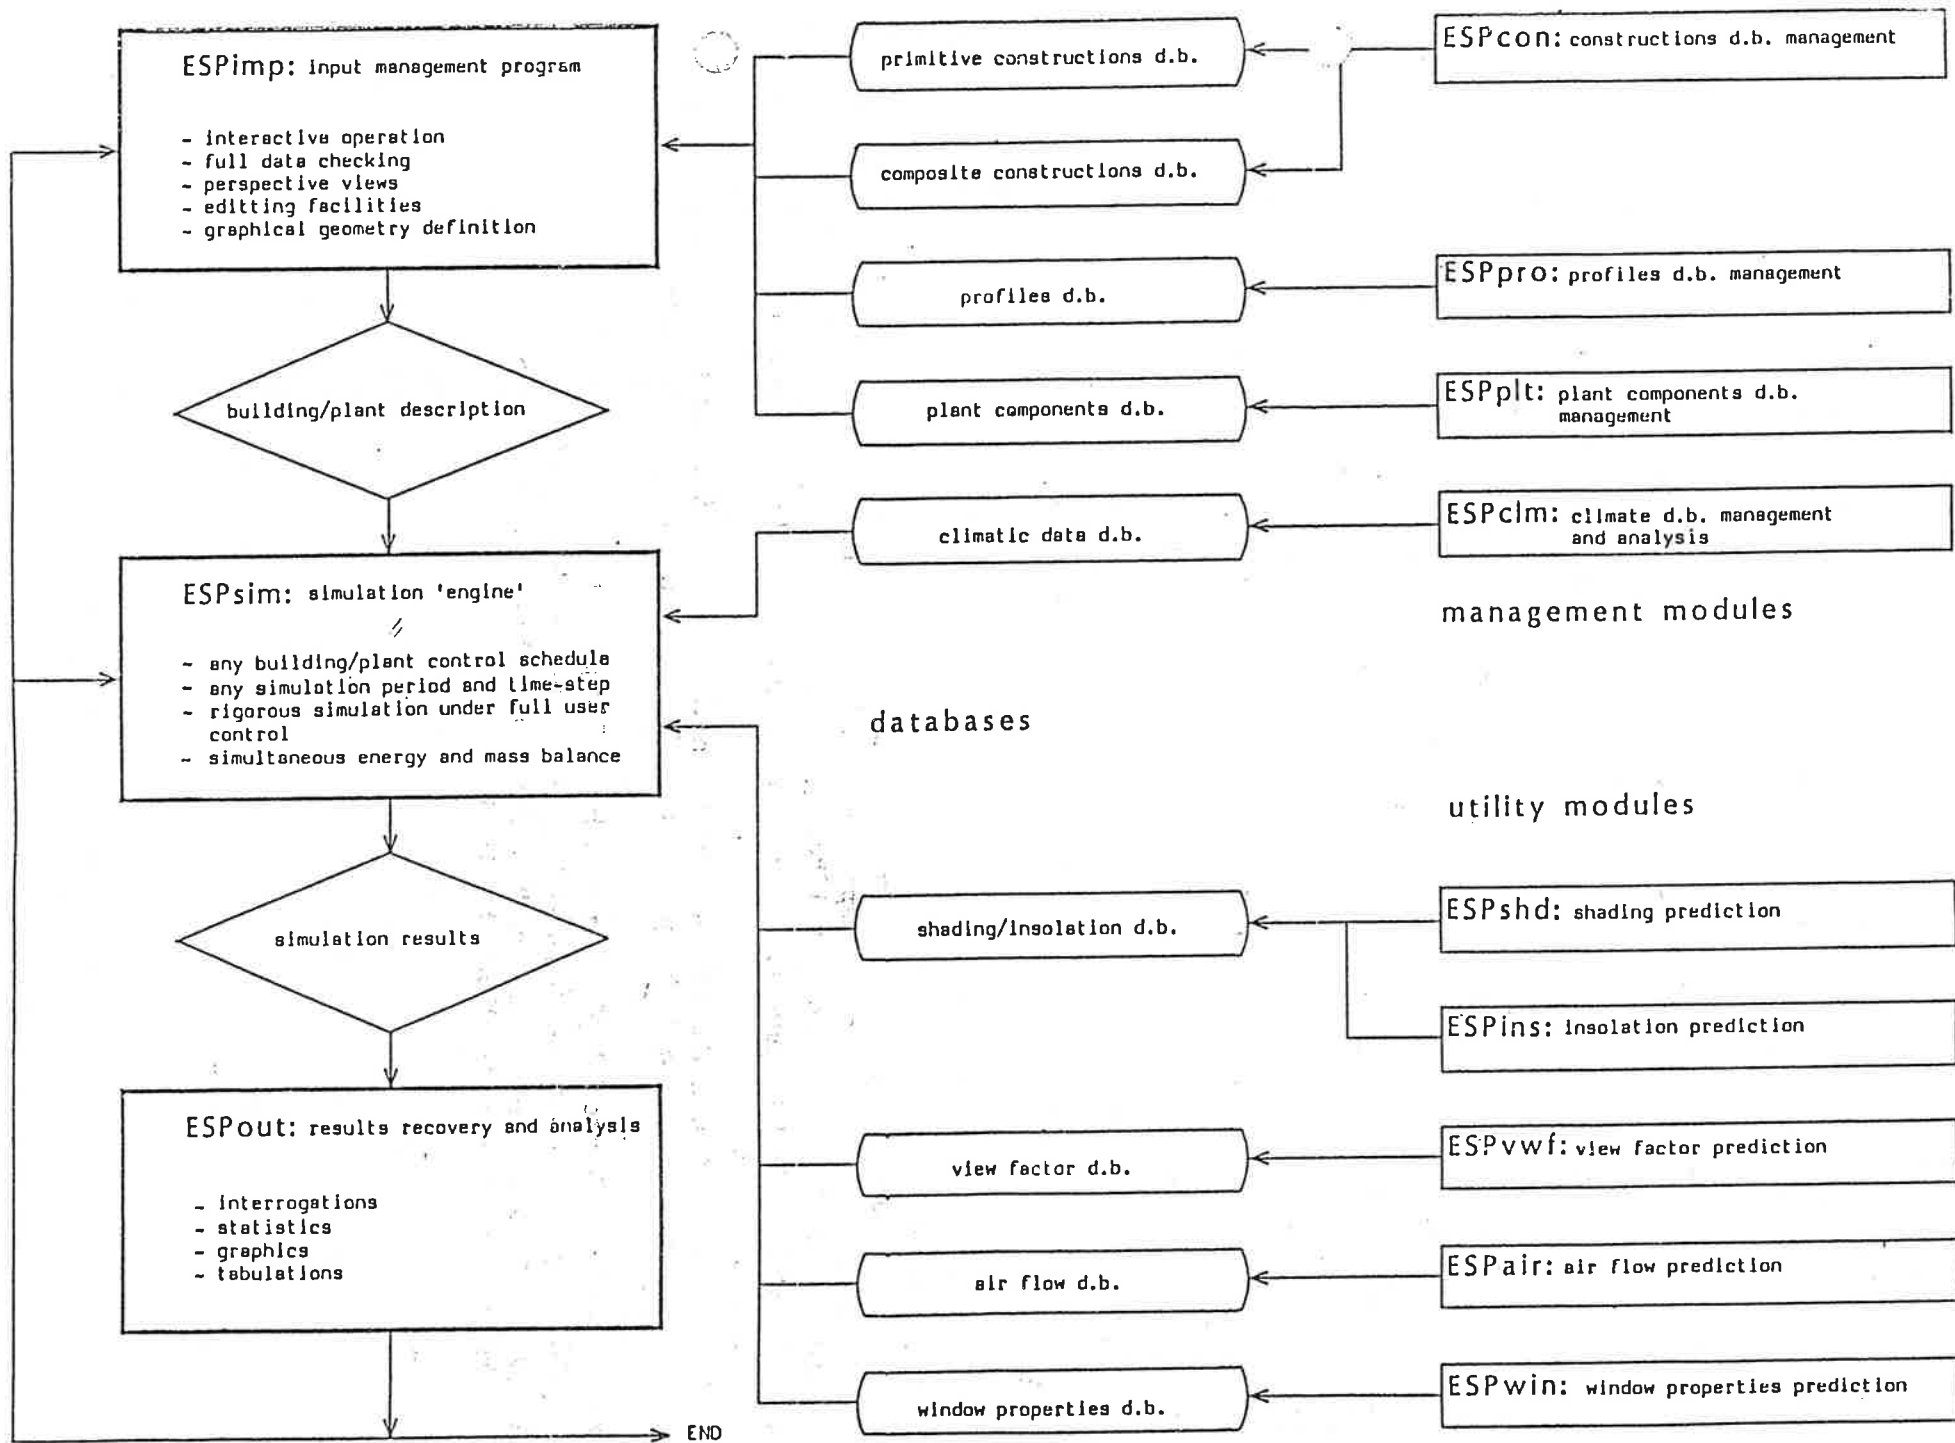 ESPimp: input management program
- interactive operation
- full data checking
- perspective views
- editting facilities
- graphical geometry definition
building/plant description
ESPsim: simulation 'engine'
- any building/plant control schedule
- any simulation period and time-step
- rigorous simulation under full user
control
- simultaneous energy and mass balance
simulation results
ESPout: results recovery and analysis
- interrogations
- statistics
- graphics
- tabulations
END
primitive constructions d.b.
composite constructions d.b.
profiles d.b.
plant components d.b.
climatic data d.b.
databases
shading/insolation d.b.
view factor d.b.
air flow d.b.
window properties d.b.
ESPcon: constructions d.b. management
ESPpro: profiles d.b. management
ESPplt: plant components d.b.
management
ESPclm: climate d.b. management
and analysis
management modules
utility modules
ESPshd: shading prediction
ESPins: insolation prediction
ESPvwf: view factor prediction
ESPair: air flow prediction
ESPwin: window properties prediction